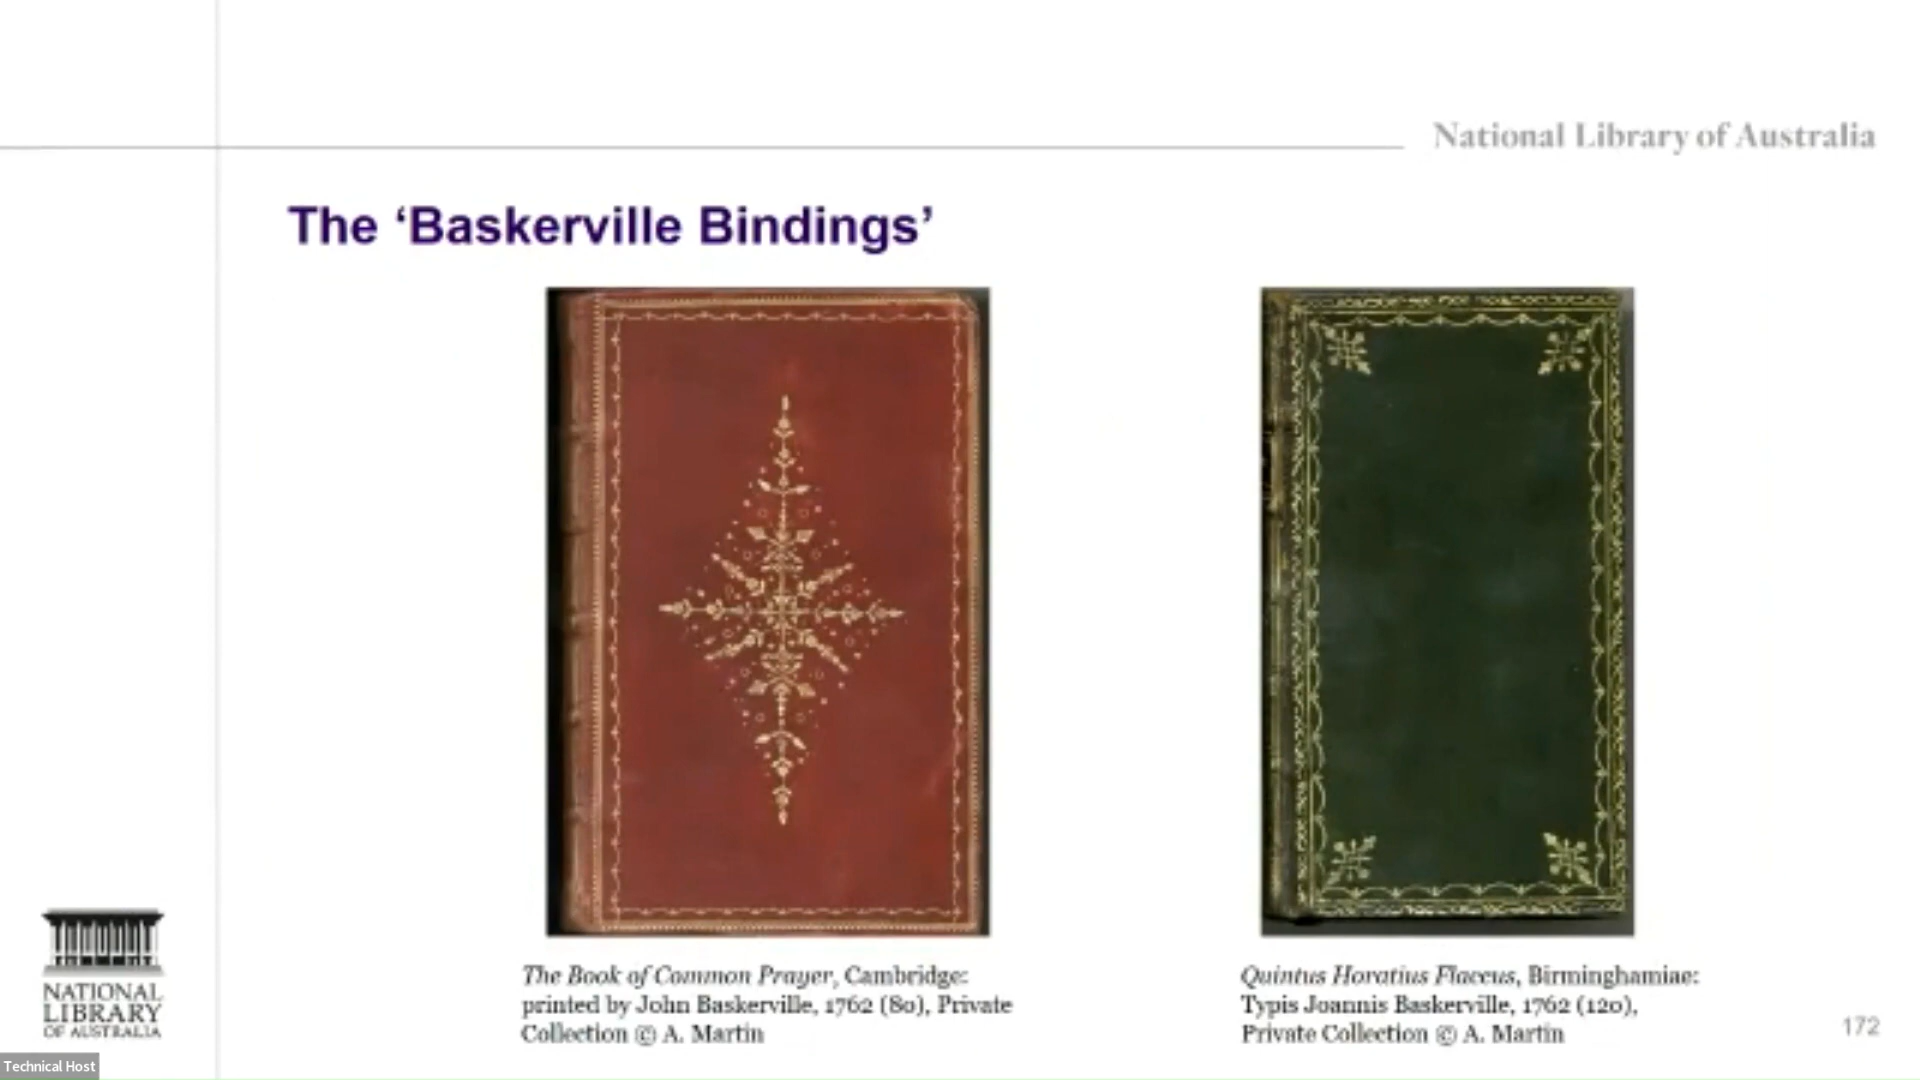 National Library of Australia
The ‘Baskerville Bindings’
The Book of Common Prayer, Cambridge:
printed by John Baskerville, 1762 (8o), Private
Collection © A. Martin
Quintus Horatius Flaccus, Birminghamiae:
Typis Joannis Baskerville, 1762 (12o),
Private Collection © A. Martin
172
NATIONAL
LIBRARY
OF AUSTRALIA
Technical Host